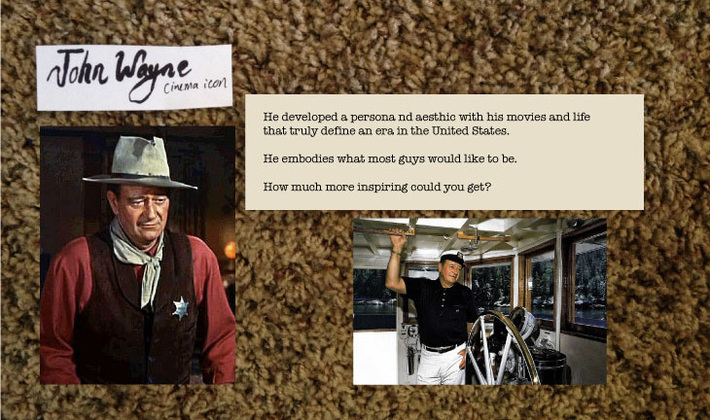 John Wayne
cinema icon
He developed a persona nd aesthic with his movies and life
that truly define an era in the United States.
He embodies what most guys would like to be.
How much more inspiring could you get?